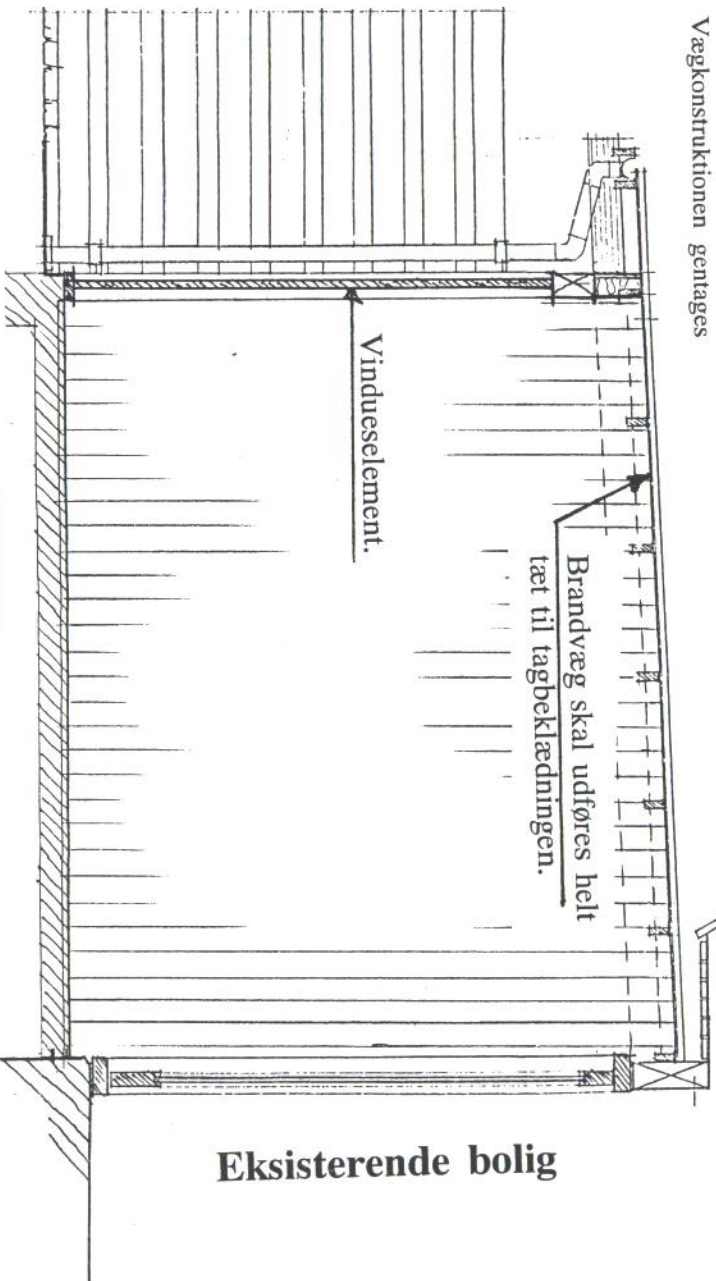 Vægkonstruktionen gentages
Brandvæg skal udføres helt
tæt til tagbeklædningen.
Vindueselement.
Eksisterende bolig